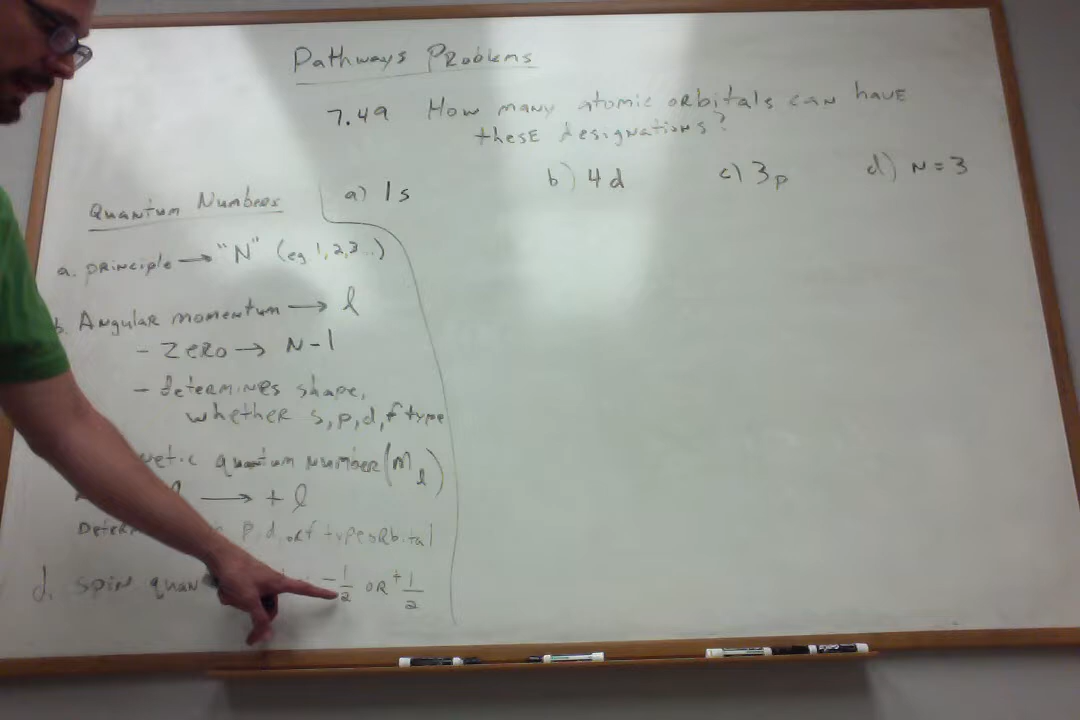 Pathways Problems
7.49 How many atomic orbitals can have
these designations?
a) 1s b) 4d c) 3p d) N=3
Quantum Numbers
a. principle → "N" (eg 1,2,3..)
b. Angular momentum → l
- Zero → N-1
- determines shape,
whether s,p,d,f type
quantum number (ml)
l → + l
p,d,orf type orbital
d. spin - 1/2 OR + 1/2